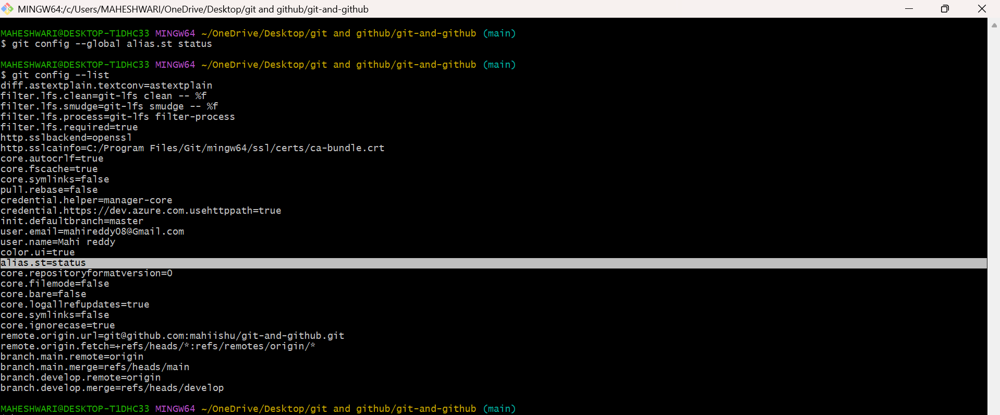 MINGW64:/c/Users/MAHESHWARI/OneDrive/Desktop/git and github/git-and-github
MAHESHWARI@DESKTOP-T1DHC33 MINGW64 ~/OneDrive/Desktop/git and github/git-and-github (main)
$ git config --global alias.st status
MAHESHWARI@DESKTOP-T1DHC33 MINGW64 ~/OneDrive/Desktop/git and github/git-and-github (main)
$ git config --list
diff.astextplain.textconv=astextplain
filter.lfs.clean=git-lfs clean -- %f
filter.lfs.smudge=git-lfs smudge -- %f
filter.lfs.process=git-lfs filter-process
filter.lfs.required=true
http.sslbackend=openssl
http.sslcainfo=C:/Program Files/Git/mingw64/ssl/certs/ca-bundle.crt
core.autocrlf=true
core.fscache=true
core.symlinks=false
pull.rebase=false
credential.helper=manager-core
credential.https://dev.azure.com.usehttppath=true
init.defaultbranch=master
user.email=mahireddy08@Gmail.com
user.name=Mahi reddy
color.ui=true
alias.st=status
core.repositoryformatversion=0
core.filemode=false
core.bare=false
core.logallrefupdates=true
core.symlinks=false
core.ignorecase=true
remote.origin.url=git@github.com:mahiishu/git-and-github.git
remote.origin.fetch=+refs/heads/*:refs/remotes/origin/*
branch.main.remote=origin
branch.main.merge=refs/heads/main
branch.develop.remote=origin
branch.develop.merge=refs/heads/develop
MAHESHWARI@DESKTOP-T1DHC33 MINGW64 ~/OneDrive/Desktop/git and github/git-and-github (main)